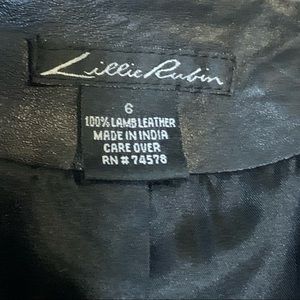 Lillie Rubin
6
100% LAMB LEATHER
MADE IN INDIA
CARE OVER
RN # 74578